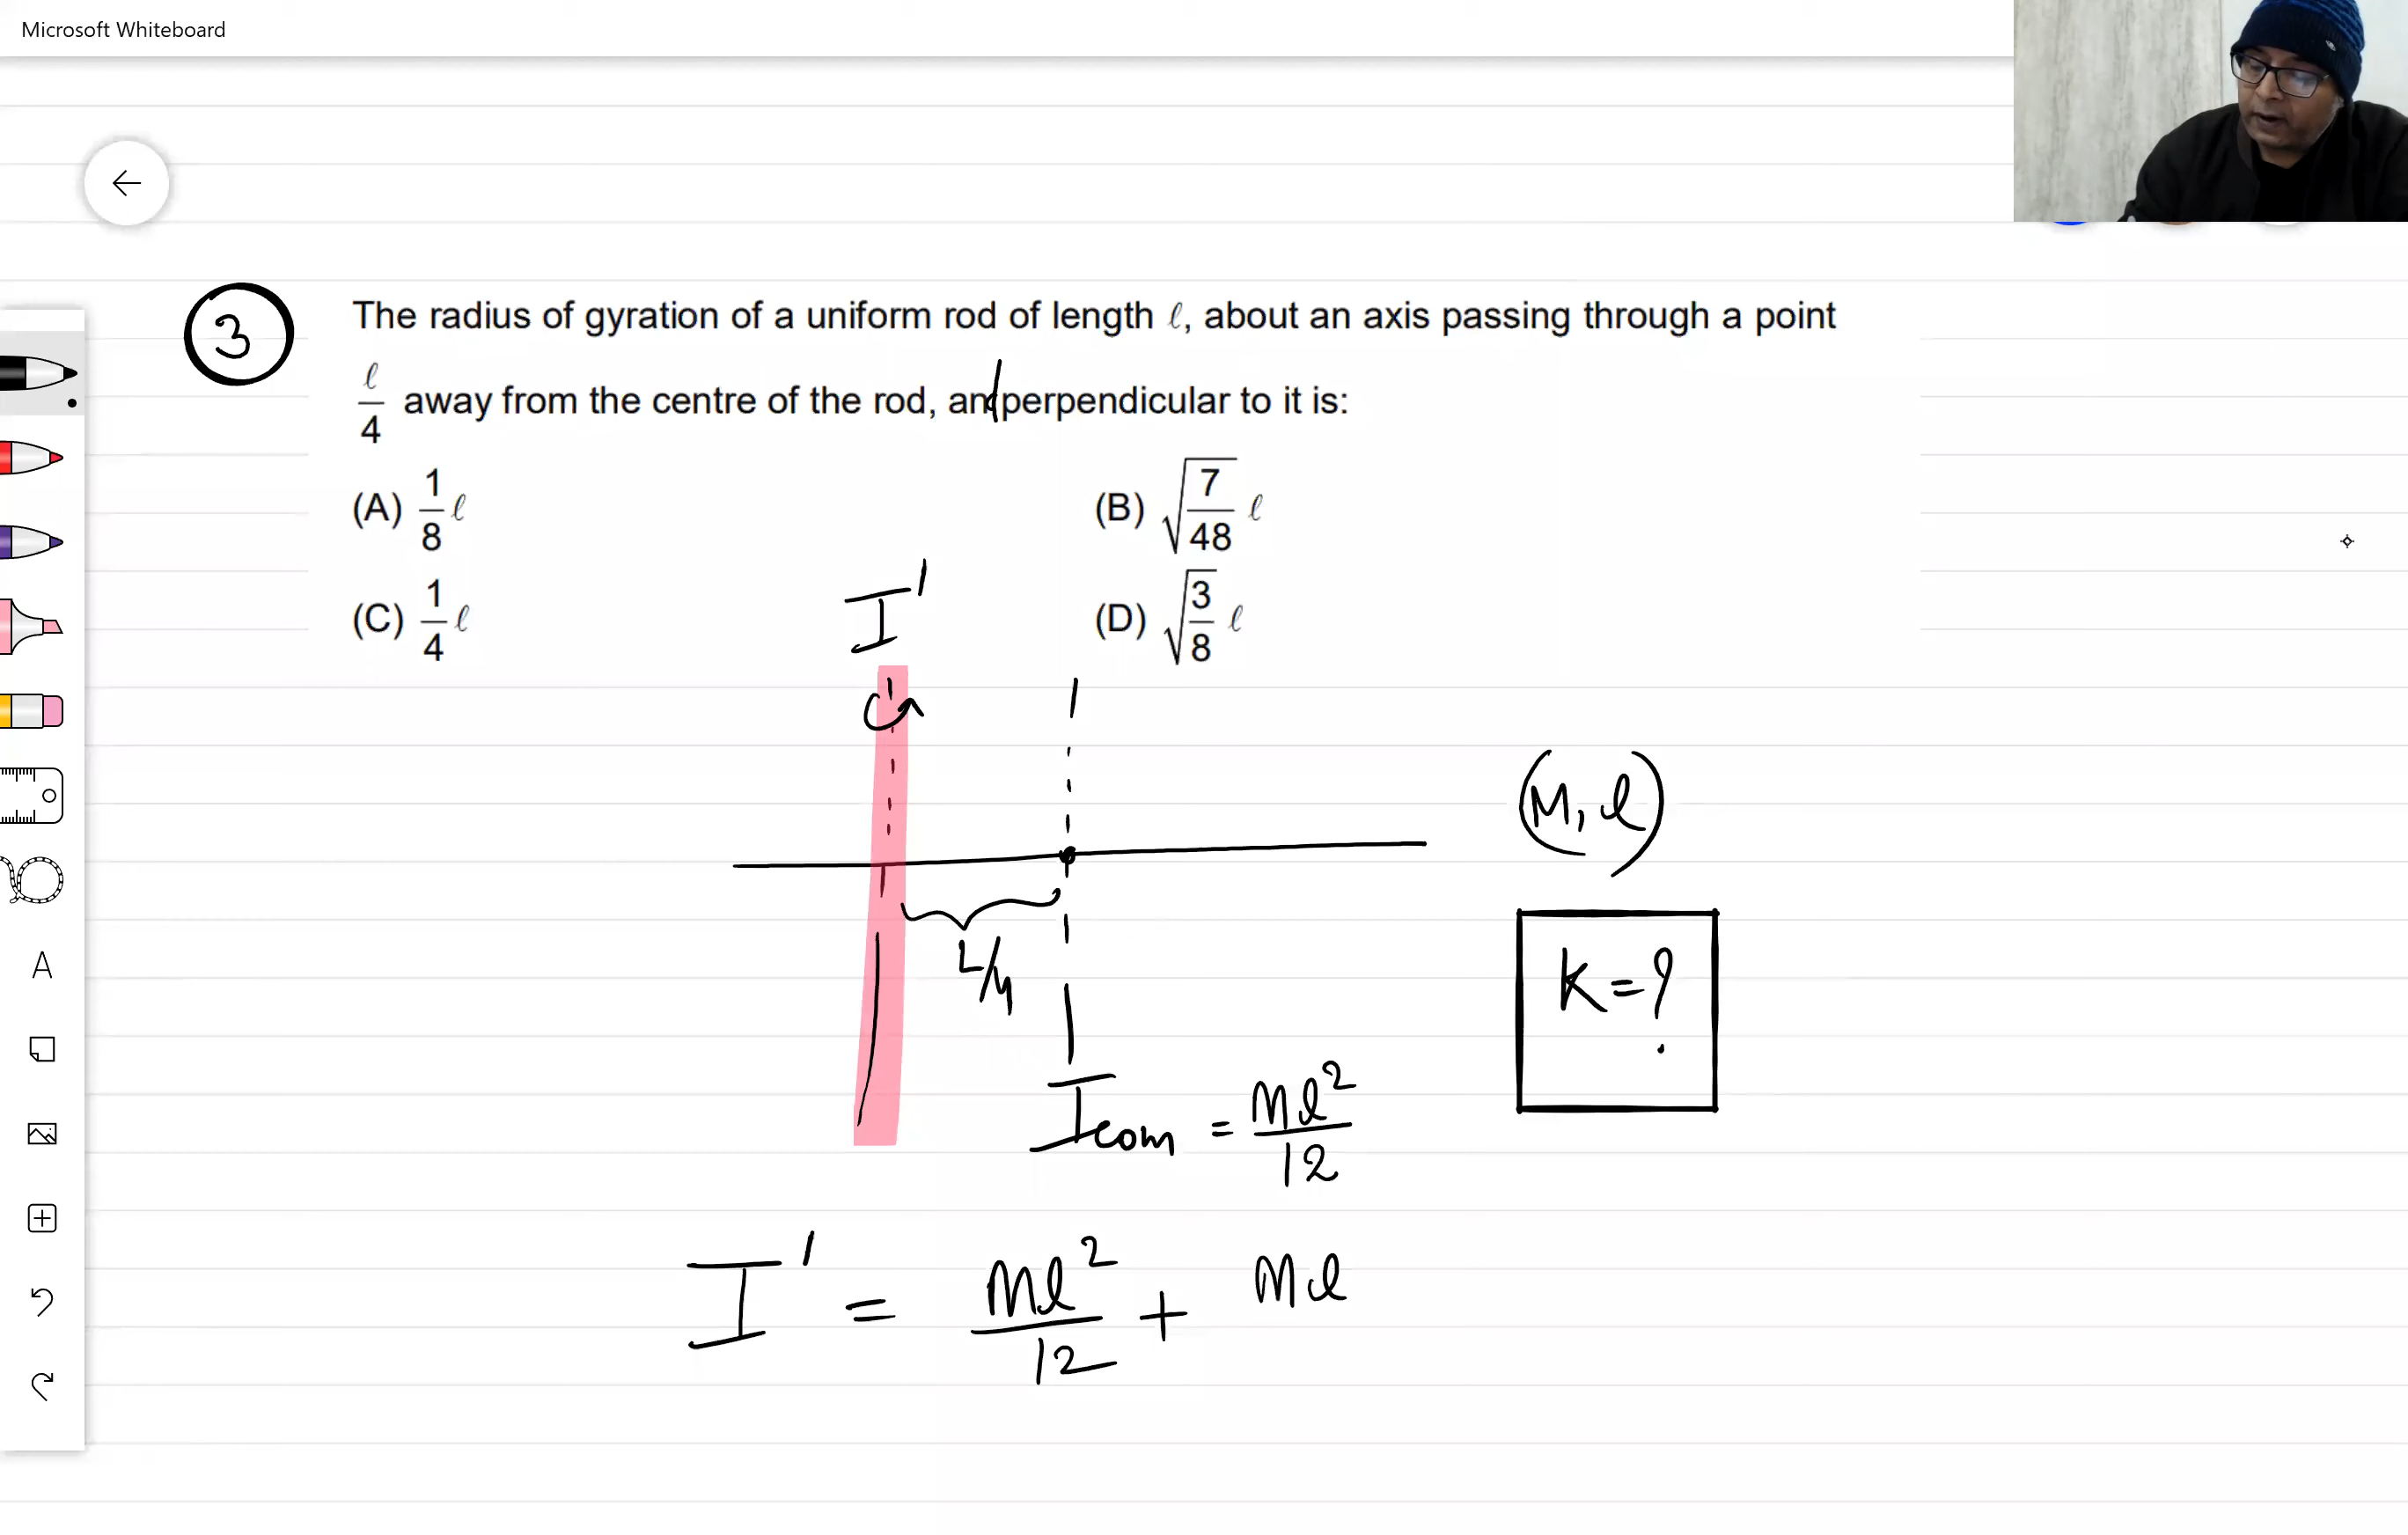 Microsoft Whiteboard
3 The radius of gyration of a uniform rod of length ℓ, about an axis passing through a point
ℓ/4 away from the centre of the rod, and perpendicular to it is:
(A) 1/8 ℓ (B) √(7/48) ℓ
(C) 1/4 ℓ (D) √(3/8) ℓ
I'
(M, l)
L/4
K = ?
Icom = Ml²/12
I' = Ml²/12 + Ml
A